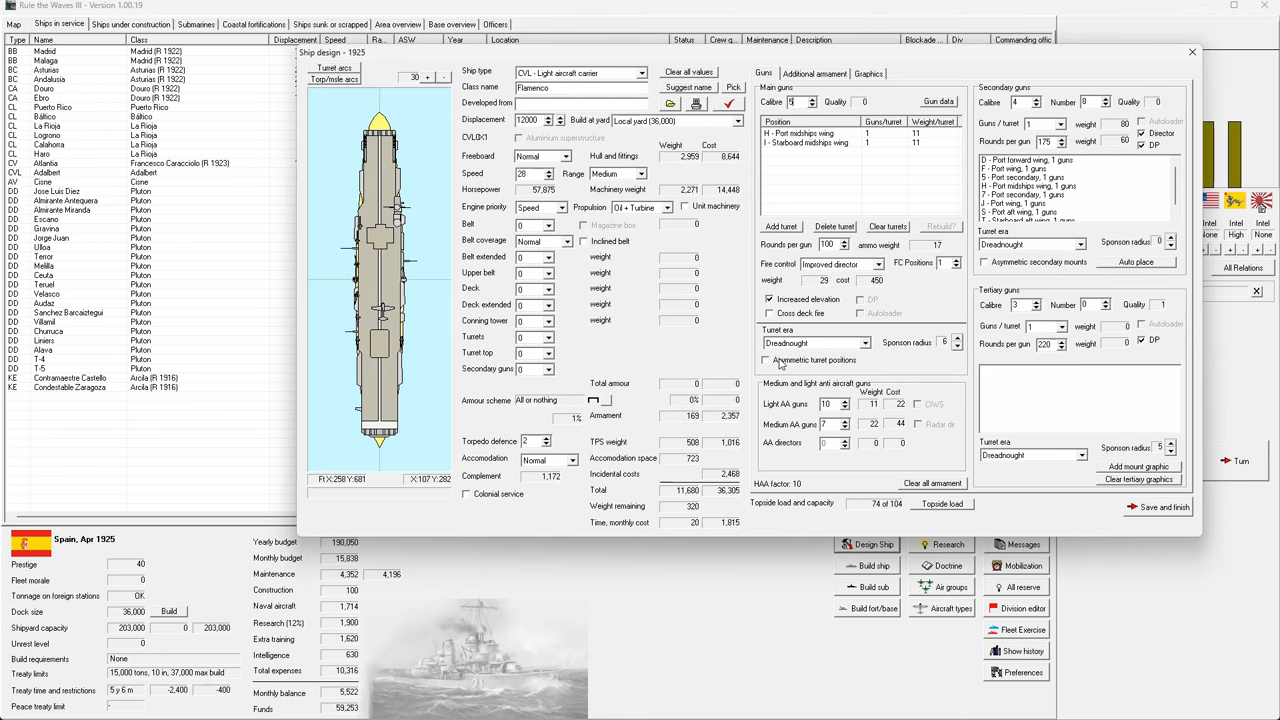 Rule the Waves III - Version 1.00.19
Map Ships in service Ships under construction Submarines Coastal fortifications Ships sunk or scrapped Area overview Base overview Officers
Type Name Class Displacement Speed Ra... ASW Year Location Status Crew q... Maintenance Description Blockade ... Div Commanding offic
BB Madrid Madrid (R 1922)
BB Malaga Madrid (R 1922)
BC Asturias Asturias (R 1922)
BC Andalusia Asturias (R 1922)
CA Douro Douro (R 1922)
CA Ebro Douro (R 1922)
CL Puerto Rico Puerto Rico
CL Báltico Báltico
CL La Rioja La Rioja
CL Logrono La Rioja
CL Calahorra La Rioja
CL Haro La Rioja
CV Atlantia Francesco Caracciolo (R 1923)
CVL Adalbert Adalbert
AV Cisne Cisne
DD Jose Luis Diez Pluton
DD Almirante Antequera Pluton
DD Almirante Miranda Pluton
DD Escano Pluton
DD Gravina Pluton
DD Jorge Juan Pluton
DD Ulloa Pluton
DD Terror Pluton
DD Melilla Pluton
DD Ceuta Pluton
DD Teruel Pluton
DD Velasco Pluton
DD Audaz Pluton
DD Sanchez Barcaiztegui Pluton
DD Villamil Pluton
DD Churruca Pluton
DD Liniers Pluton
DD Alava Pluton
DD T-4 Pluton
DD T-5 Pluton
KE Contramaestre Castello Arcila (R 1916)
KE Condestable Zaragoza Arcila (R 1916)
Ship design - 1925
Turret arcs
Torp/msle arcs
30 + -
Ft X:258 Y:681 X:107 Y:282
Ship type CVL - Light aircraft carrier Clear all values
Class name Flamenco Suggest name Pick
Developed from
Displacement 12000 Build at yard Local yard (36,000)
CVL0X1 Aluminium superstructure
Weight Cost
Freeboard Normal Hull and fittings 2,959 8,644
Speed 28 Range Medium
Horsepower 57,875 Machinery weight 2,271 14,448
Engine priority Speed Propulsion Oil + Turbine Unit machinery
Belt 0 Magazine box 0
Belt coverage Normal Inclined belt
Belt extended 0 weight 0
Upper belt 0 weight 0
Deck 0 weight 0
Deck extended 0 weight 0
Conning tower 0 weight 0
Turrets 0
Turret top 0
Secondary guns 0
Total armour 0 0
Armour scheme All or nothing 0% 0
1% Armament 169 2,357
Torpedo defence 2 TPS weight 508 1,016
Accomodation Normal Accomodation space 723
Complement 1,172 Incidental costs 2,468
Colonial service Total 11,680 36,305
Weight remaining 320
Time, monthly cost 20 1,815
Guns Additional armament Graphics
Main guns
Calibre 5 Quality 0 Gun data
Position Guns/turret Weight/turret
H - Port midships wing 1 11
I - Starboard midships wing 1 11
Add turret Delete turret Clear turrets Rebuild?
Rounds per gun 100 ammo weight 17
Fire control Improved director FC Positions 1
weight 29 cost 450
Increased elevation DP
Cross deck fire Autoloader
Turret era
Dreadnought Sponson radius 6
Asymmetric turret positions
Medium and light anti aircraft guns
Weight Cost
Light AA guns 10 11 22 CIWS
Medium AA guns 7 22 44 Radar dir
AA directors 0 0 0
HAA factor: 10 Clear all armament
Topside load and capacity 74 of 104 Topside load
Secondary guns
Calibre 4 Number 8 Quality 0
Guns / turret 1 weight 80 Autoloader
Rounds per gun 175 weight 0 Director
DP
D - Port forward wing, 1 guns
F - Port wing, 1 guns
5 - Port secondary, 1 guns
H - Port midships wing, 1 guns
7 - Port secondary, 1 guns
J - Port wing, 1 guns
S - Port aft wing, 1 guns
T - Starboard aft wing, 1 guns
Turret era
Dreadnought Sponson radius 0
Asymmetric secondary mounts Auto place
Tertiary guns
Calibre 3 Number 0 Quality 1
Guns / turret 1 weight 0 Autoloader
Rounds per gun 220 weight 0 DP
Turret era
Dreadnought Sponson radius 5
Add mount graphic
Clear tertiary graphics
Save and finish
Intel Intel Intel
None High None
All Relations
Turn
Spain, Apr 1925
Prestige 40
Fleet morale 0
Tonnage on foreign stations OK
Dock size 36,000 Build
Shipyard capacity 203,000 0 203,000
Unrest level 0
Build requirements None
Treaty limits 15,000 tons, 10 in, 37,000 max build
Treaty time and restrictions 5 y 6 m -2,400 -400
Peace treaty limit -
Yearly budget 190,050
Monthly budget 15,838
Maintenance 4,352 4,196
Construction 100
Naval aircraft 1,714
Research (12%) 1,900
Extra training 1,620
Intelligence 630
Total expenses 10,316
Monthly balance 5,522
Funds 59,253
Design Ship Research Messages
Build ship Doctrine Mobilization
Build sub Air groups All reserve
Build fort/base Aircraft types Division editor
Fleet Exercise
Show history
Preferences